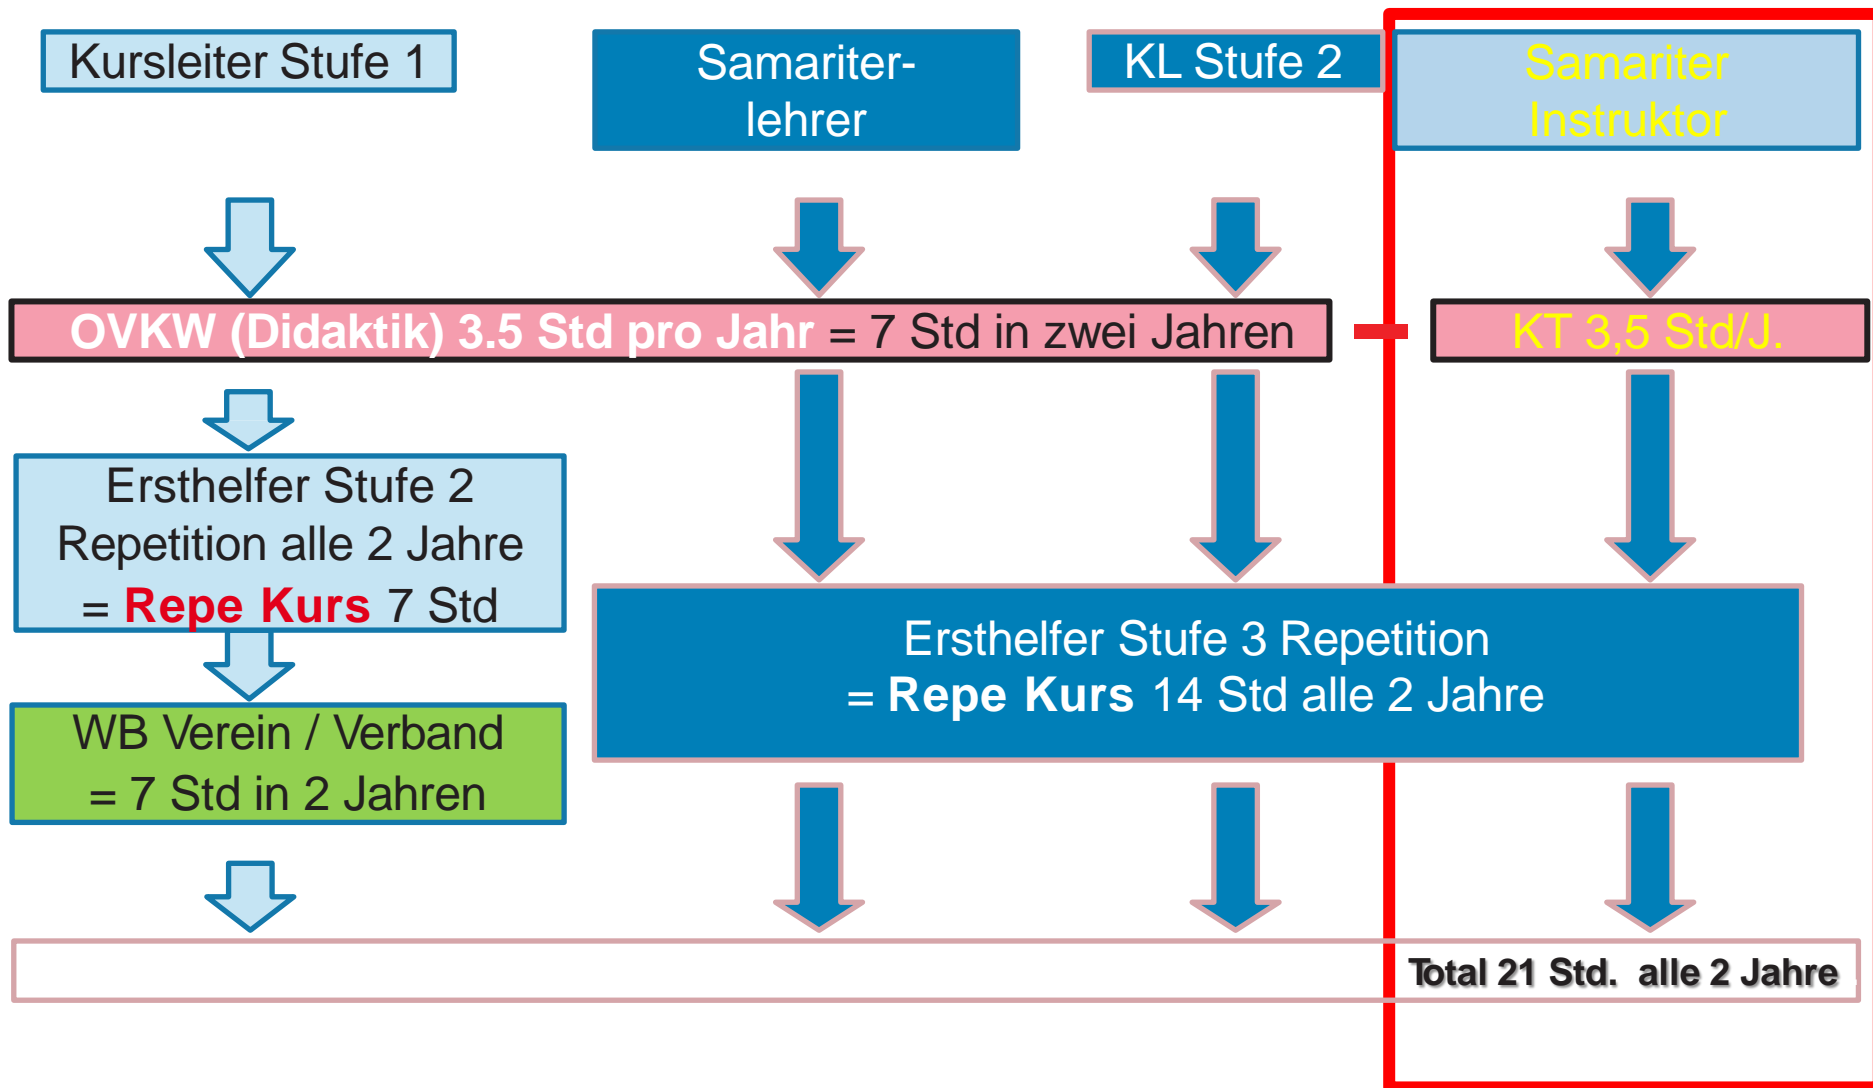 Kursleiter Stufe 1
Samariter-
lehrer
KL Stufe 2
Samariter
Instruktor
OVKW (Didaktik) 3.5 Std pro Jahr = 7 Std in zwei Jahren
KT 3,5 Std/J.
Ersthelfer Stufe 2
Repetition alle 2 Jahre
= Repe Kurs 7 Std
Ersthelfer Stufe 3 Repetition
= Repe Kurs 14 Std alle 2 Jahre
WB Verein / Verband
= 7 Std in 2 Jahren
Total 21 Std. alle 2 Jahre